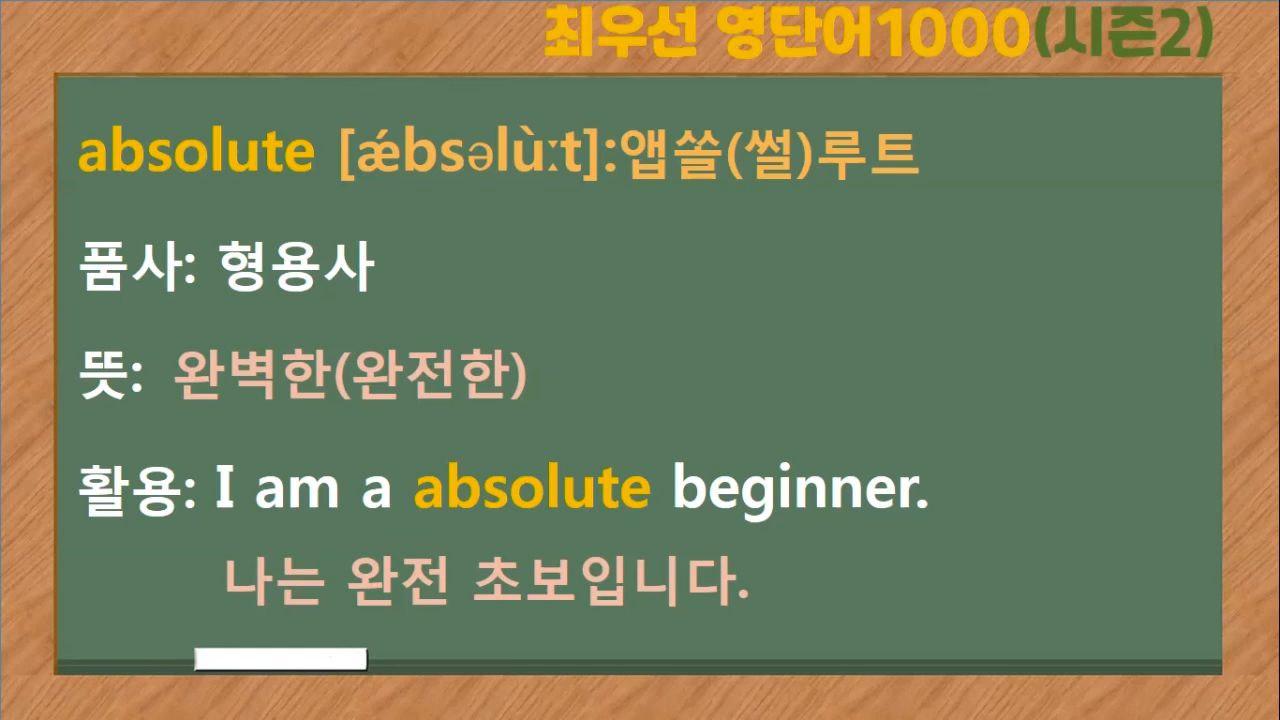 최우선 영단어1000(시즌2)
absolute [ǽbsəlùːt]:앱쏠(썰)루트
품사: 형용사
뜻: 완벽한(완전한)
활용: I am a absolute beginner.
나는 완전 초보입니다.